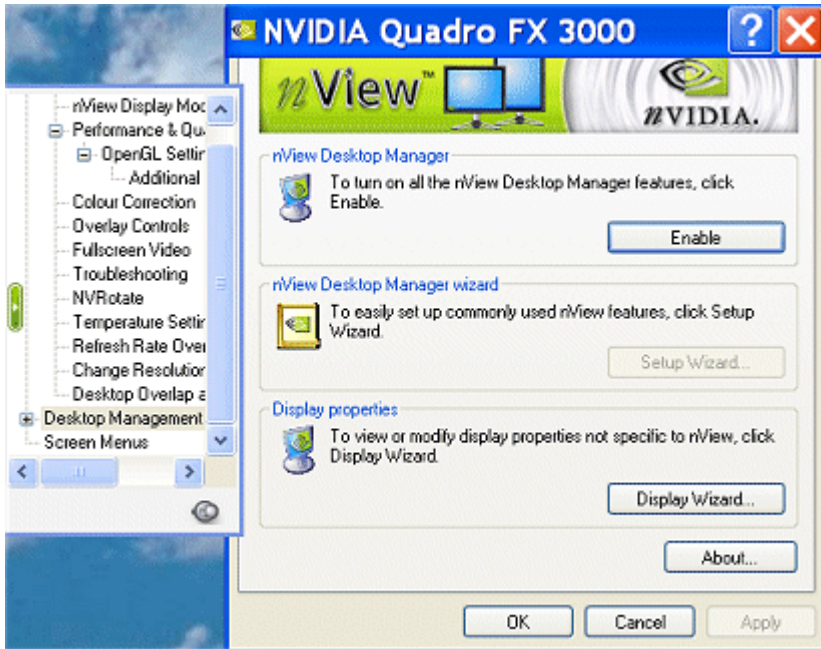 NVIDIA Quadro FX 3000
nView™
NVIDIA.
nView Display Moc
Performance & Qu
OpenGL Settir
Additional
Colour Correction
Overlay Controls
Fullscreen Video
Troubleshooting
NVRotate
Temperature Settir
Refresh Rate Over
Change Resolution
Desktop Overlap a
Desktop Management
Screen Menus
nView Desktop Manager
To turn on all the nView Desktop Manager features, click
Enable.
Enable
nView Desktop Manager wizard
To easily set up commonly used nView features, click Setup
Wizard.
Setup Wizard...
Display properties
To view or modify display properties not specific to nView, click
Display Wizard.
Display Wizard...
About...
OK Cancel Apply